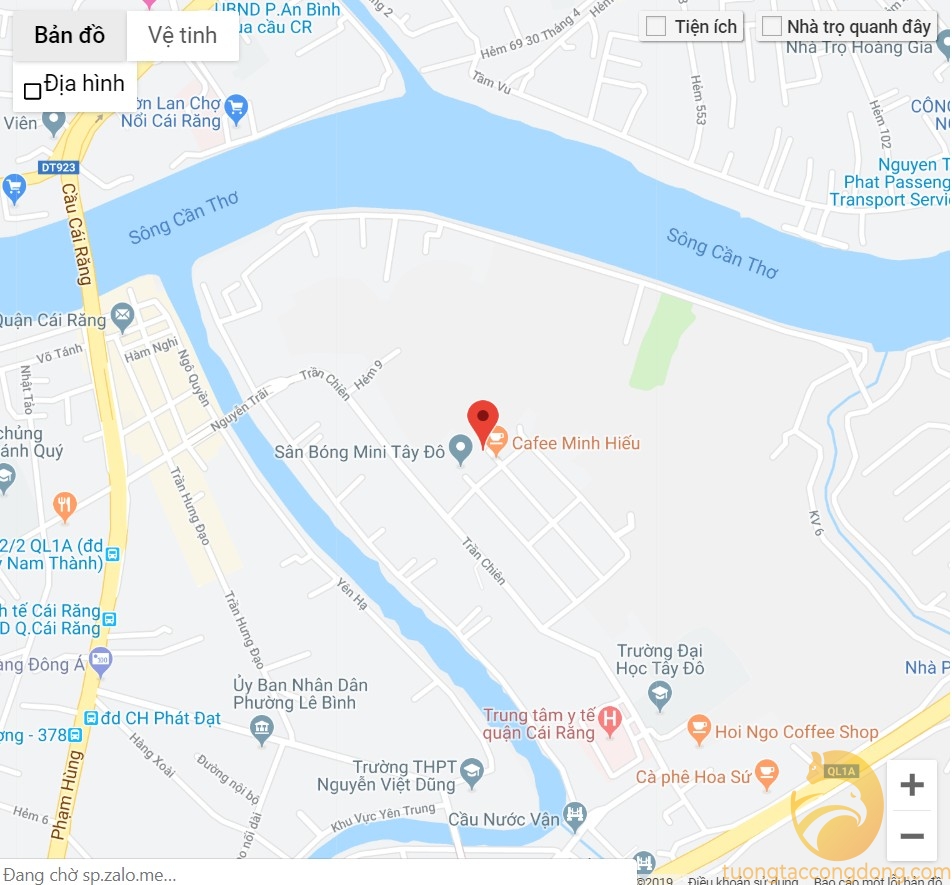 UBND P.An Bình
ua cầu CR
Bản đồ
Vệ tinh
Địa hình
Tiện ích
Nhà trọ quanh đây
Nhà Trọ Hoàng Gia
Hẻm 69 30 Tháng 4
Tầm Vu
Hẻm 553
Hẻm 102
CÔNG
Chợ
Nổi Cái Răng
Viên
DT923
Cầu Cái Răng
Sông Cần Thơ
Sông Cần Thơ
Nguyen T
Phat Passeng
Transport Servi
Quận Cái Răng
Võ Tánh
Hàm Nghi
Ngô Quyền
Nhật Tảo
Nguyễn Trãi
Trần Chiên
Hẻm 9
chủng
ánh Quý
Sân Bóng Mini Tây Đô
Cafee Minh Hiếu
Trần Hưng Đạo
KV 6
2/2 QL1A (đd
Nam Thành)
Trần Chiên
Yên Hạ
h tế Cái Răng
D Q.Cái Răng
Trần Hưng Đạo
ang Đông Á
Trường Đại
Học Tây Đô
Nhà P
Ủy Ban Nhân Dân
Phường Lê Bình
đd CH Phát Đạt
ơng - 378
Trung tâm y tế
quận Cái Răng
Hoi Ngo Coffee Shop
Hàng Xoài
Đường nội bộ
Phạm Hùng
Trường THPT
Nguyễn Việt Dũng
Cà phê Hoa Sứ
QL1A
Hẻm 6
Khu Vực Yên Trung
Cầu Nước Vận
Đang chờ sp.zalo.me...
©2019
Điều khoản sử dụng
Báo cáo một lỗi bản đồ
tuongtaccongdong.com